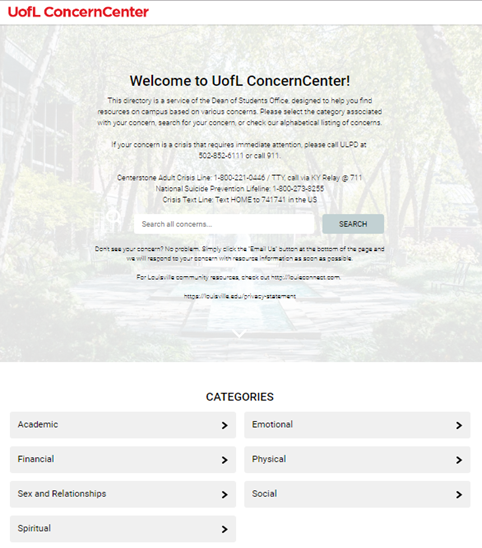 UofL ConcernCenter
Welcome to UofL ConcernCenter!
This directory is a service of the Dean of Students Office, designed to help you find
resources on campus based on various concerns. Please select the category associated
with your concern, search for your concern, or check our alphabetical listing of concerns.
If your concern is a crisis that requires immediate attention, please call ULPD at
502-852-6111 or call 911.
Centerstone Adult Crisis Line: 1-800-221-0446 / TTY, call via KY Relay @ 711
National Suicide Prevention Lifeline: 1-800-273-8255
Crisis Text Line: Text HOME to 741741 in the US
Search all concerns...
SEARCH
Don't see your concern? No problem. Simply click the "Email Us" button at the bottom of the page and
we will respond to your concern with resource information as soon as possible.
For Louisville community resources, check out http://louieconnect.com.
https://louisville.edu/privacy-statement
CATEGORIES
Academic
Emotional
Financial
Physical
Sex and Relationships
Social
Spiritual